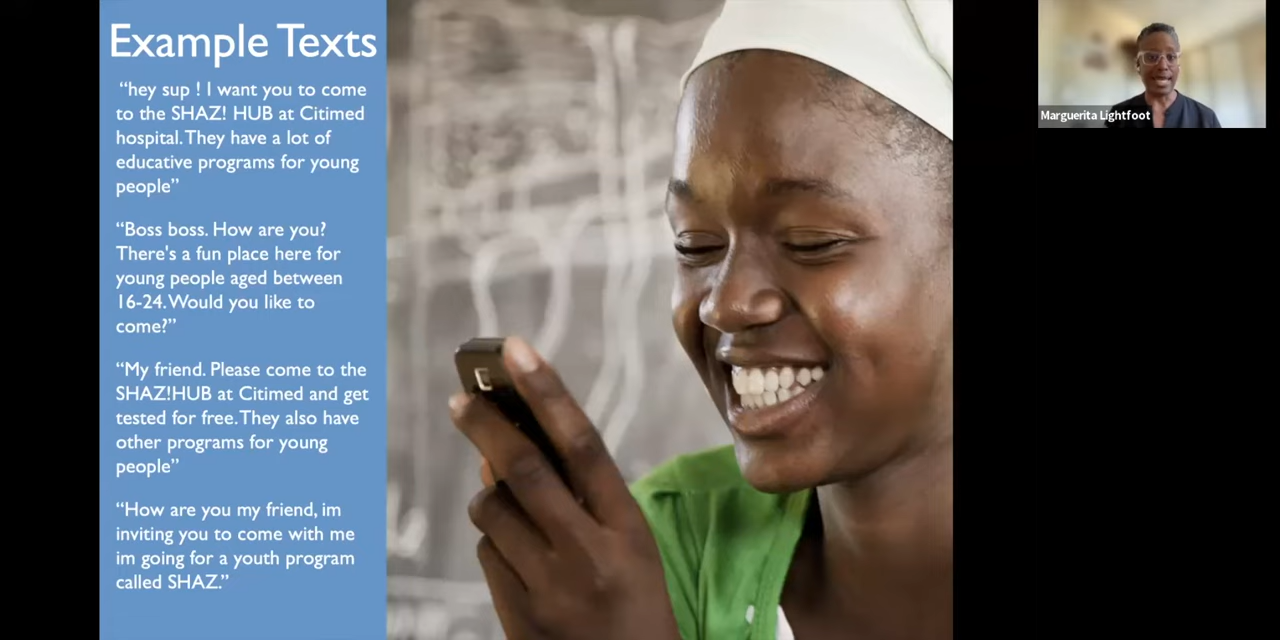 Example Texts
“hey sup ! I want you to come
to the SHAZ! HUB at Citimed
hospital. They have a lot of
educative programs for young
people”
“Boss boss. How are you?
There's a fun place here for
young people aged between
16-24. Would you like to
come?”
“My friend. Please come to the
SHAZ!HUB at Citimed and get
tested for free. They also have
other programs for young
people”
“How are you my friend, im
inviting you to come with me
im going for a youth program
called SHAZ.”
Marguerita Lightfoot